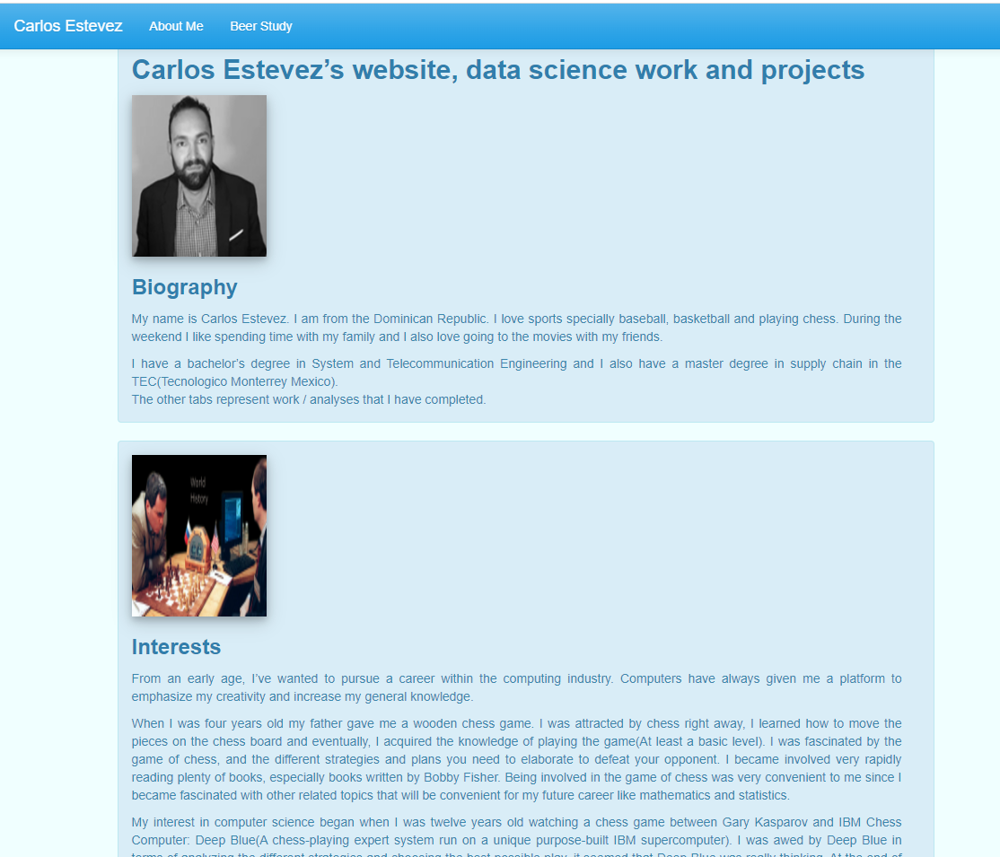 Carlos Estevez About Me Beer Study
Carlos Estevez’s website, data science work and projects
Biography
My name is Carlos Estevez. I am from the Dominican Republic. I love sports specially baseball, basketball and playing chess. During the
weekend I like spending time with my family and I also love going to the movies with my friends.
I have a bachelor’s degree in System and Telecommunication Engineering and I also have a master degree in supply chain in the
TEC(Tecnologico Monterrey Mexico).
The other tabs represent work / analyses that I have completed.
World
History
Interests
From an early age, I’ve wanted to pursue a career within the computing industry. Computers have always given me a platform to
emphasize my creativity and increase my general knowledge.
When I was four years old my father gave me a wooden chess game. I was attracted by chess right away, I learned how to move the
pieces on the chess board and eventually, I acquired the knowledge of playing the game(At least a basic level). I was fascinated by the
game of chess, and the different strategies and plans you need to elaborate to defeat your opponent. I became involved very rapidly
reading plenty of books, especially books written by Bobby Fisher. Being involved in the game of chess was very convenient to me since I
became fascinated with other related topics that will be convenient for my future career like mathematics and statistics.
My interest in computer science began when I was twelve years old watching a chess game between Gary Kasparov and IBM Chess
Computer: Deep Blue(A chess-playing expert system run on a unique purpose-built IBM supercomputer). I was awed by Deep Blue in
terms of analyzing the different strategies and choosing the best possible play, it seemed that Deep Blue was really thinking. At the end of